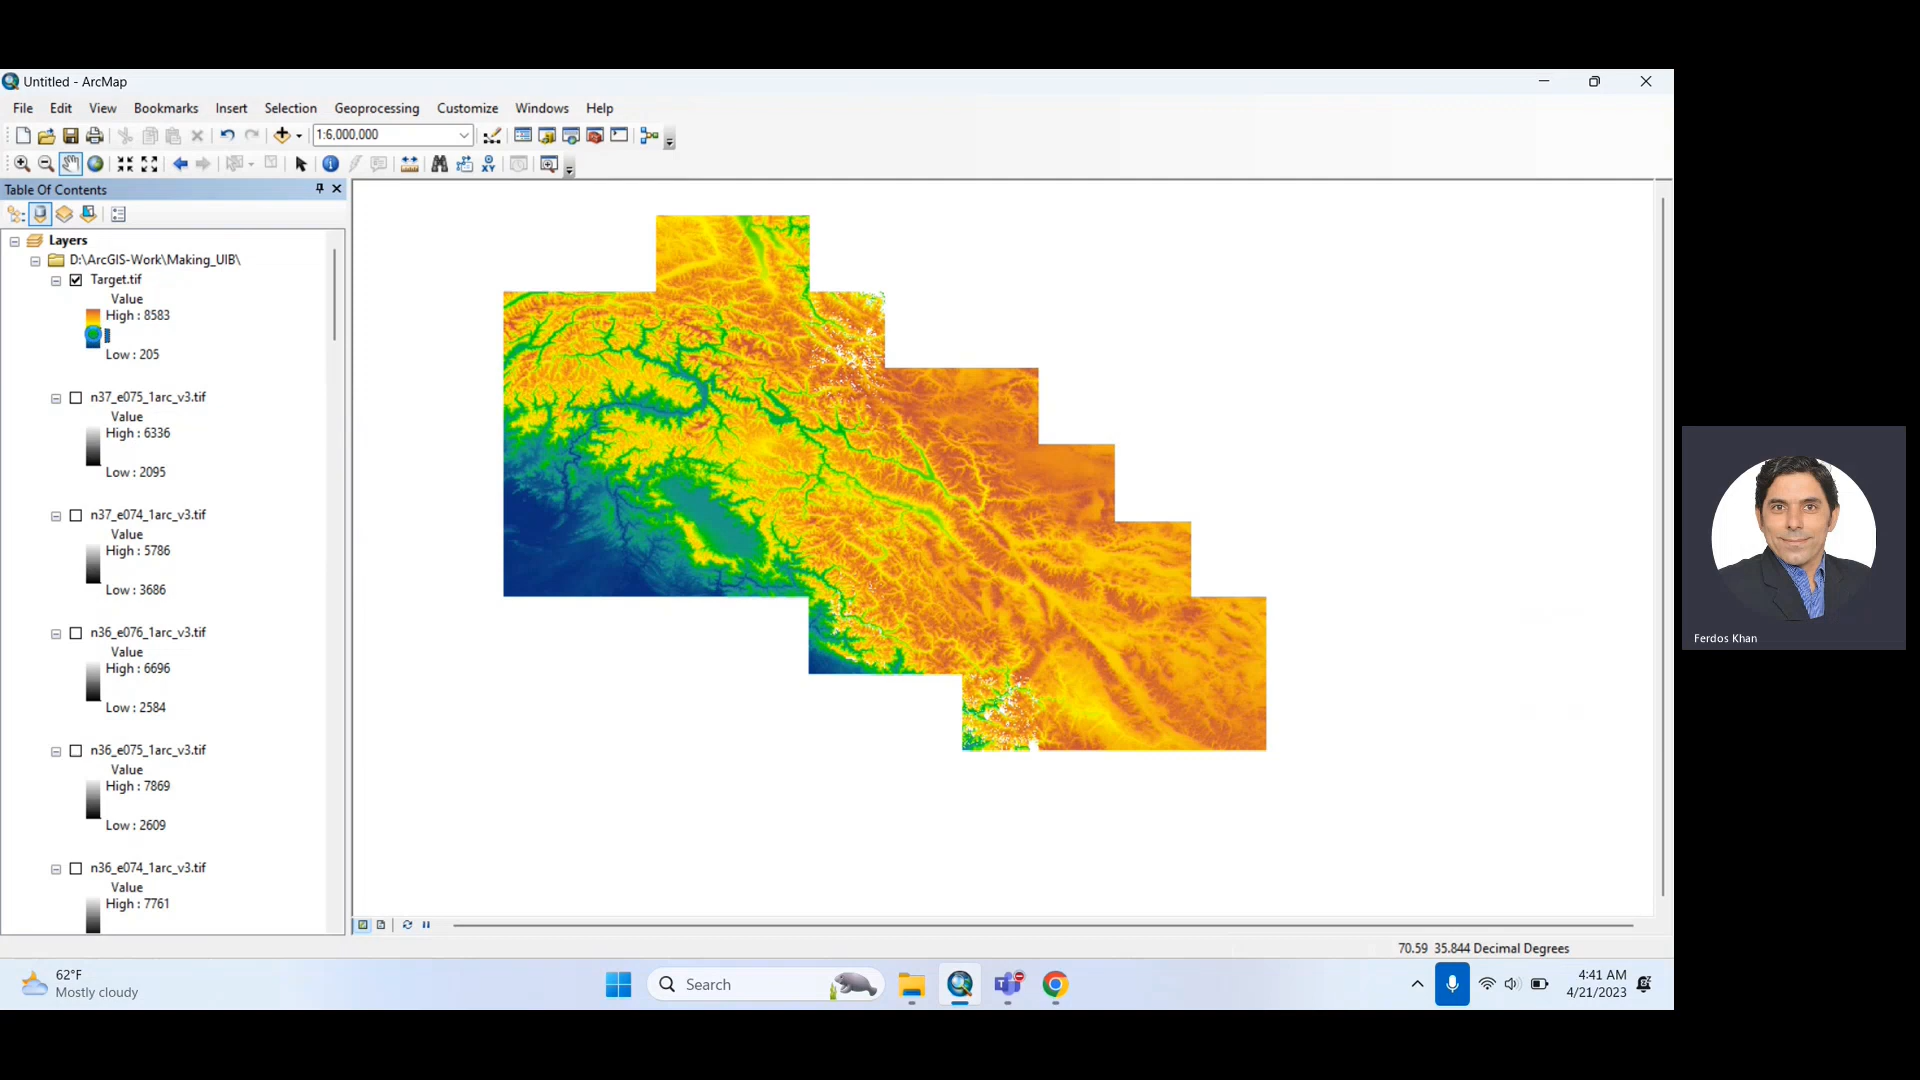 Untitled - ArcMap
File Edit View Bookmarks Insert Selection Geoprocessing Customize Windows Help
1:6,000,000
Table Of Contents
Layers
D:\ArcGIS-Work\Making_UIB\
Target.tif
Value
High : 8583
Low : 205
n37_e075_1arc_v3.tif
Value
High : 6336
Low : 2095
n37_e074_1arc_v3.tif
Value
High : 5786
Low : 3686
n36_e076_1arc_v3.tif
Value
High : 6696
Low : 2584
n36_e075_1arc_v3.tif
Value
High : 7869
Low : 2609
n36_e074_1arc_v3.tif
Value
High : 7761
70.59 35.844 Decimal Degrees
62°F
Mostly cloudy
Search
4:41 AM
4/21/2023
Ferdos Khan